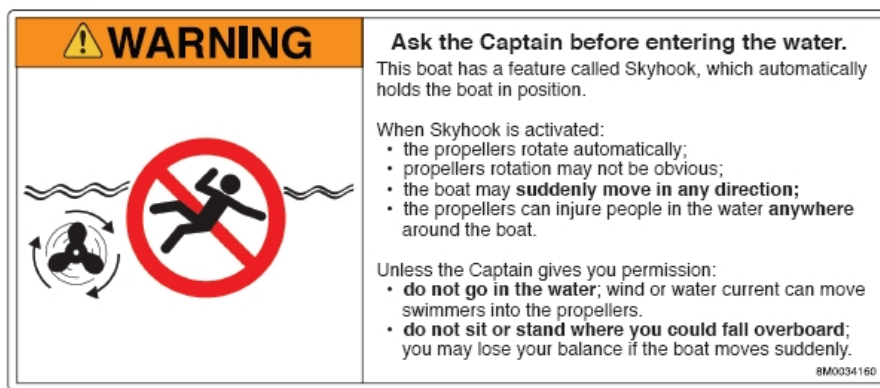 WARNING
Ask the Captain before entering the water.
This boat has a feature called Skyhook, which automatically
holds the boat in position.
When Skyhook is activated:
• the propellers rotate automatically;
• propellers rotation may not be obvious;
• the boat may suddenly move in any direction;
• the propellers can injure people in the water anywhere
around the boat.
Unless the Captain gives you permission:
• do not go in the water; wind or water current can move
swimmers into the propellers.
• do not sit or stand where you could fall overboard;
you may lose your balance if the boat moves suddenly.
8M0034160